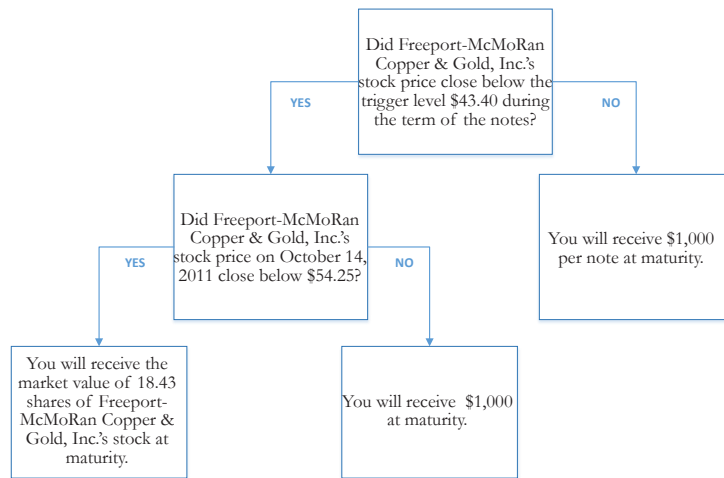 Did Freeport-McMoRan
Copper & Gold, Inc.'s
stock price close below the
trigger level $43.40 during
the term of the notes?
YES
NO
Did Freeport-McMoRan
Copper & Gold, Inc.'s
stock price on October 14,
2011 close below $54.25?
You will receive $1,000
per note at maturity.
YES
NO
You will receive the
market value of 18.43
shares of Freeport-
McMoRan Copper &
Gold, Inc.'s stock at
maturity.
You will receive $1,000
at maturity.